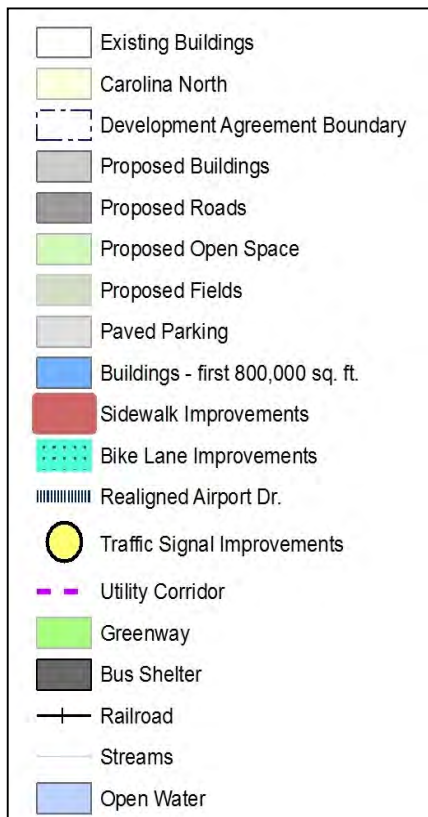 Existing Buildings
Carolina North
Development Agreement Boundary
Proposed Buildings
Proposed Roads
Proposed Open Space
Proposed Fields
Paved Parking
Buildings - first 800,000 sq. ft.
Sidewalk Improvements
Bike Lane Improvements
Realigned Airport Dr.
Traffic Signal Improvements
Utility Corridor
Greenway
Bus Shelter
Railroad
Streams
Open Water